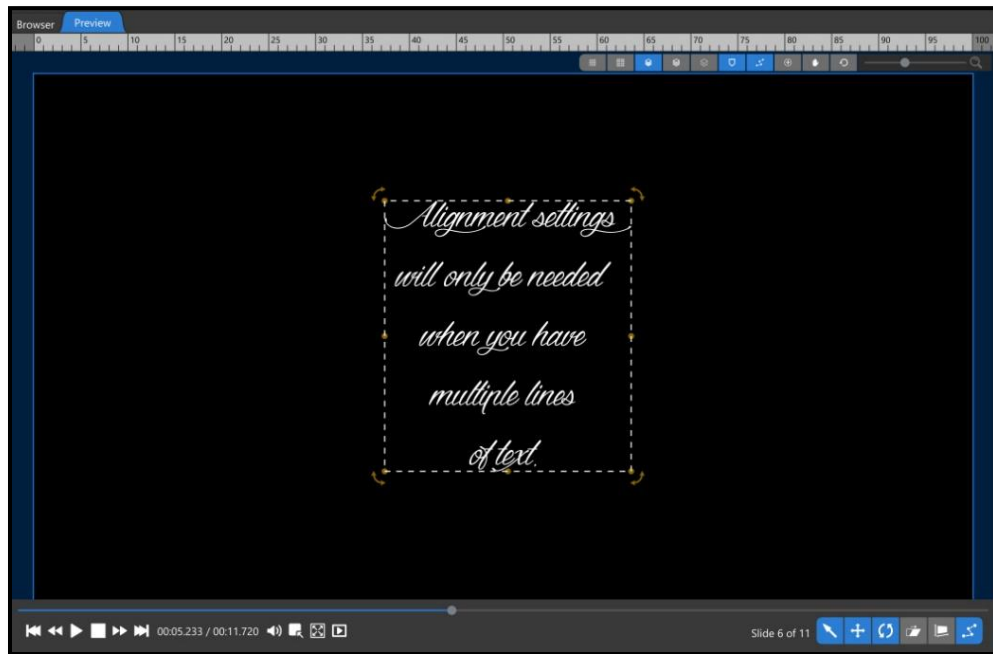 Browser Preview
0 5 10 15 20 25 30 35 40 45 50 55 60 65 70 75 80 85 90 95 100
Alignment settings
will only be needed
when you have
multiple lines
of text.
00:05.233 / 00:11.720
Slide 6 of 11